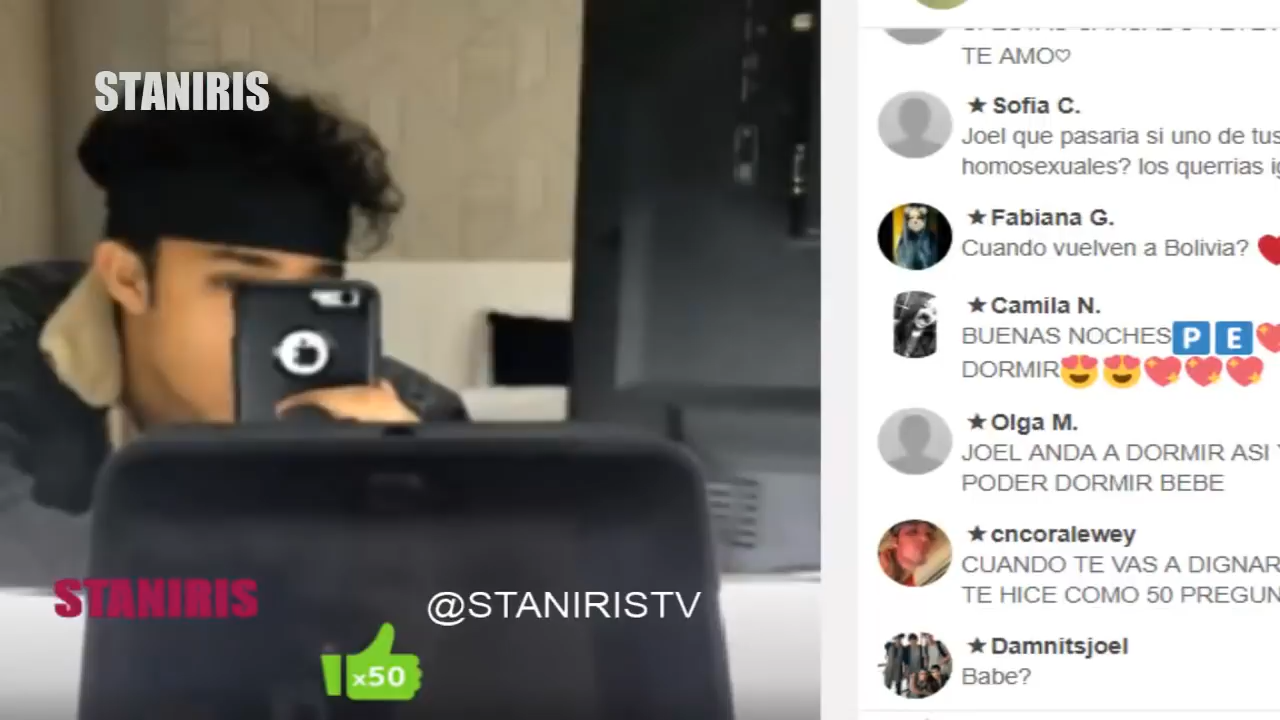 STANIRIS
STANIRIS
@STANIRISTV
x50
TE AMO♡
★ Sofia C.
Joel que pasaria si uno de tus
homosexuales? los querrias
★ Fabiana G.
Cuando vuelven a Bolivia? ❤
★ Camila N.
BUENAS NOCHES🅿🇪💖
DORMIR😍😍💖💖💖
★ Olga M.
JOEL ANDA A DORMIR ASI
PODER DORMIR BEBE
★ cncoralewey
CUANDO TE VAS A DIGNAR
TE HICE COMO 50
★ Damnitsjoel
Babe?